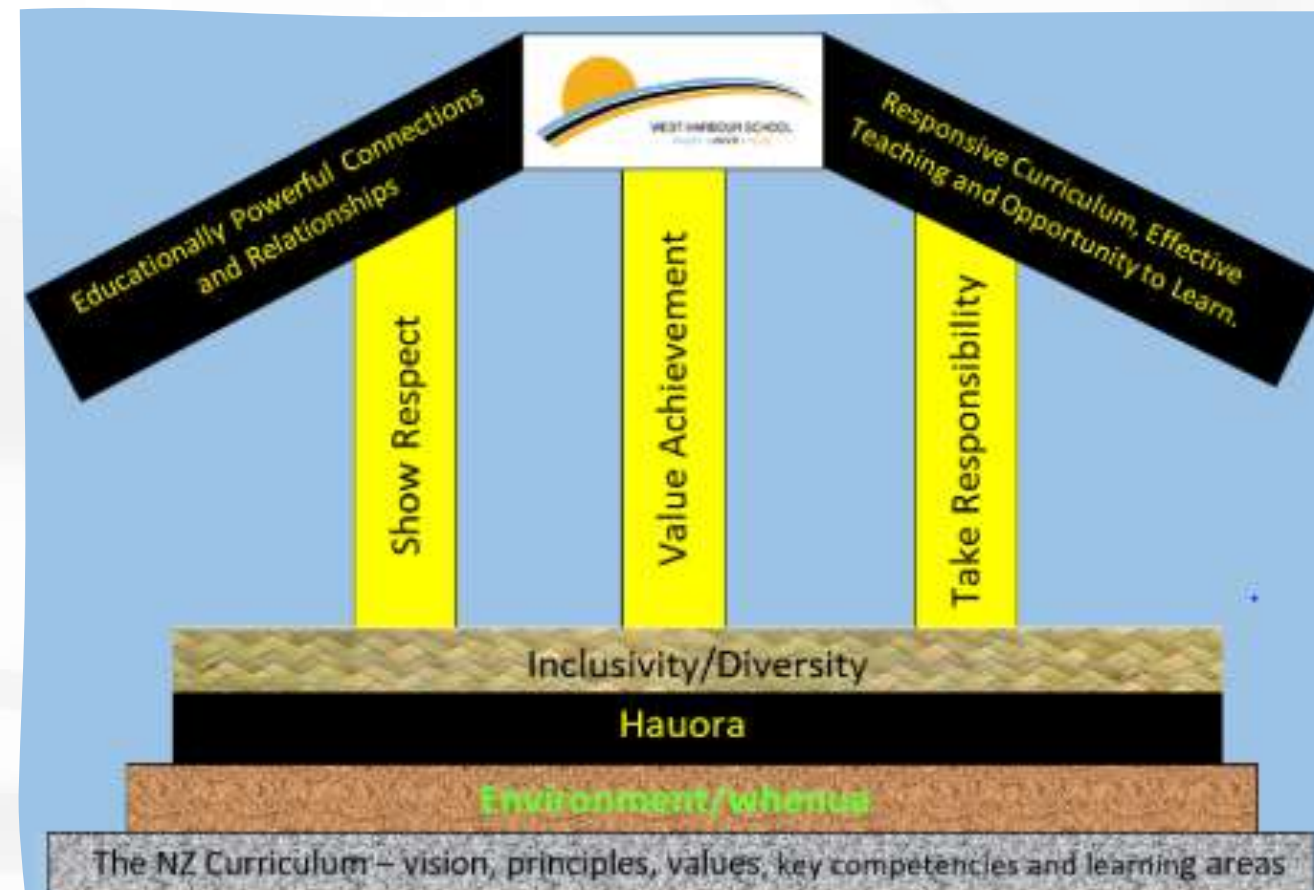 WEST HARBOUR SCHOOL
Educationally Powerful Connections
and Relationships
Responsive Curriculum, Effective
Teaching and Opportunity to Learn.
Show Respect
Value Achievement
Take Responsibility
Inclusivity/Diversity
Hauora
Environment/whenua
The NZ Curriculum – vision, principles, values, key competencies and learning areas